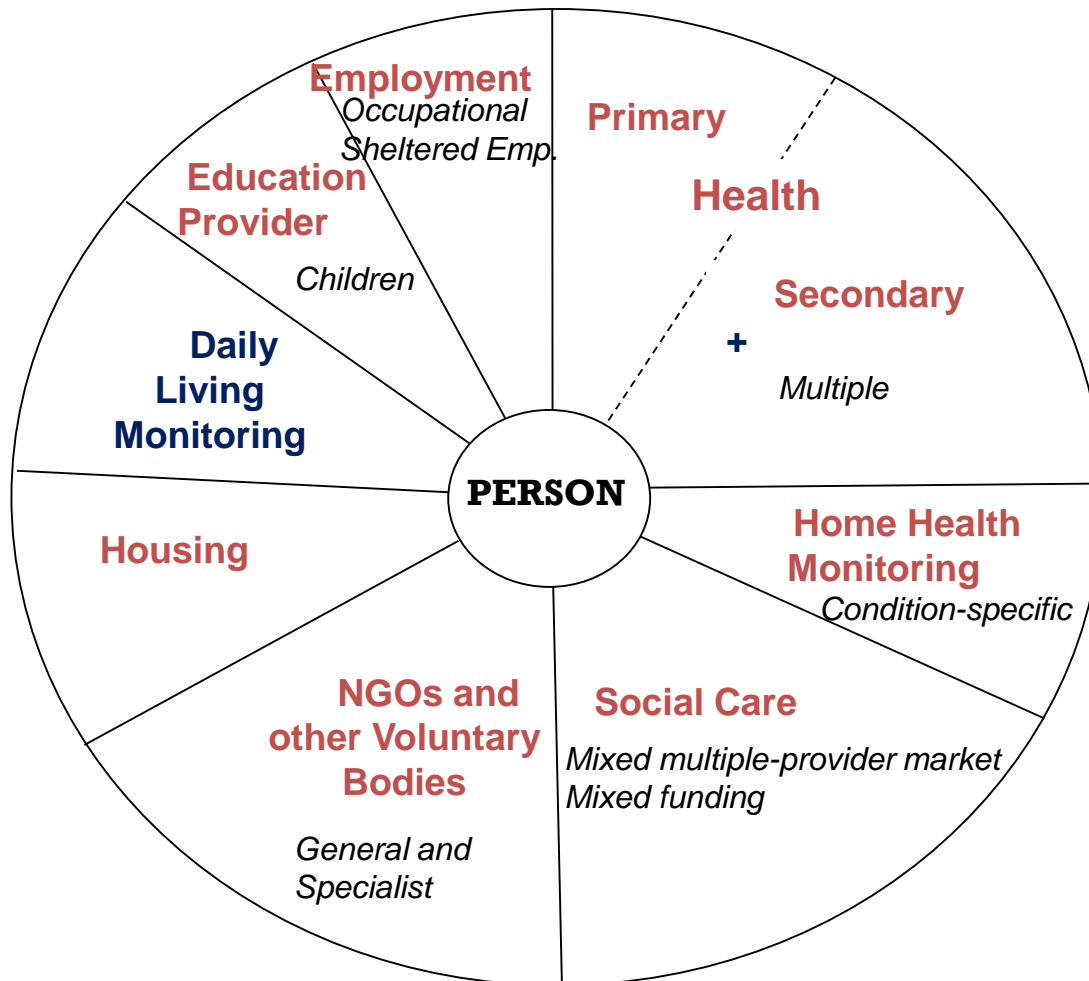 Employment
Occupational
Sheltered Emp.
Primary
Health
Secondary
+
Multiple
Education
Provider
Children
Daily
Living
Monitoring
PERSON
Home Health
Monitoring
Condition-specific
Housing
NGOs and
other Voluntary
Bodies
General and
Specialist
Social Care
Mixed multiple-provider market
Mixed funding